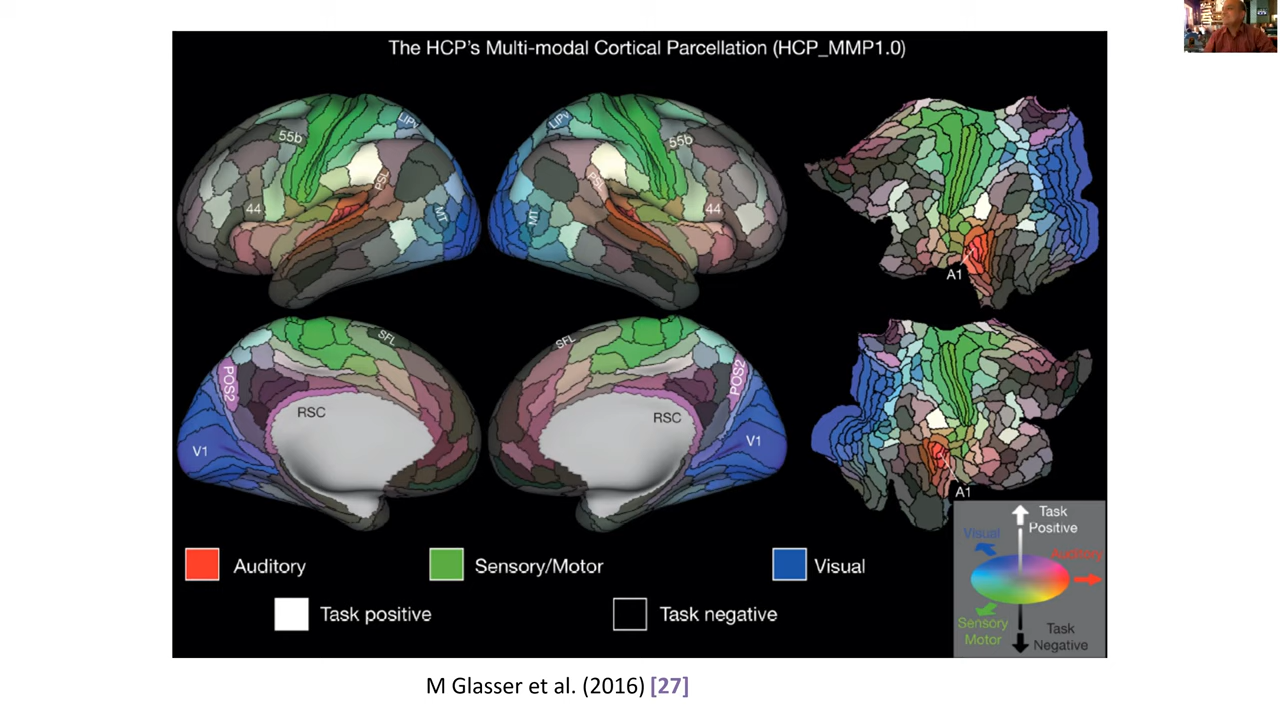 The HCP's Multi-modal Cortical Parcellation (HCP_MMP1.0)
55b
LIPv
PSL
44
MT
LIPv
55b
PSL
MT
44
A1
SFL
POS2
RSC
V1
SFL
POS2
RSC
V1
A1
Task
Positive
Visual
Auditory
Sensory
Motor
Task
Negative
Auditory
Sensory/Motor
Visual
Task positive
Task negative
M Glasser et al. (2016) [27]